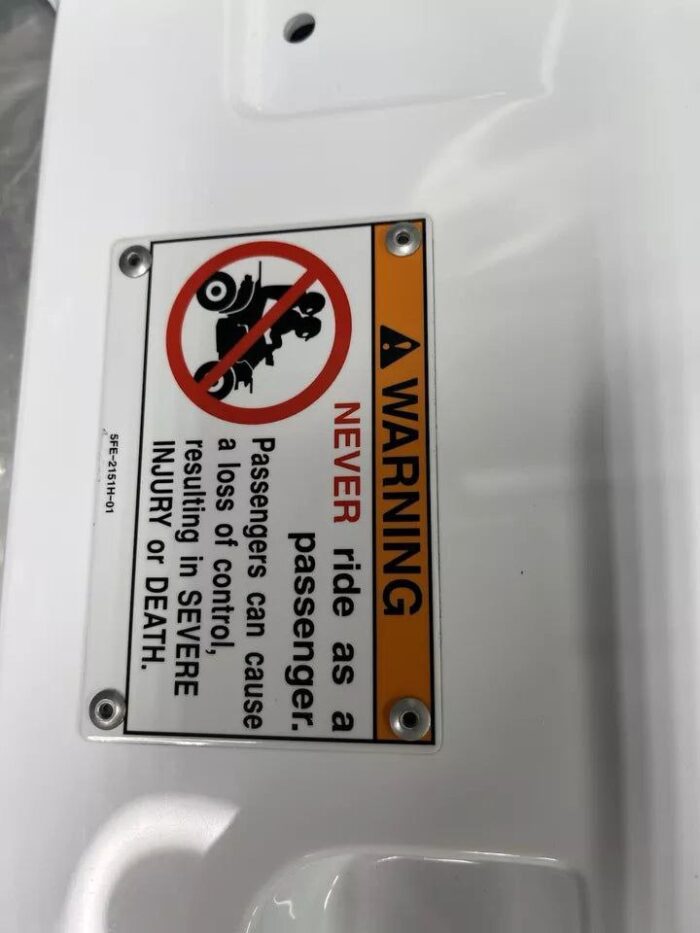 WARNING
NEVER ride as a
passenger.
Passengers can cause
a loss of control,
resulting in SEVERE
INJURY or DEATH.
5FE-2151H-01